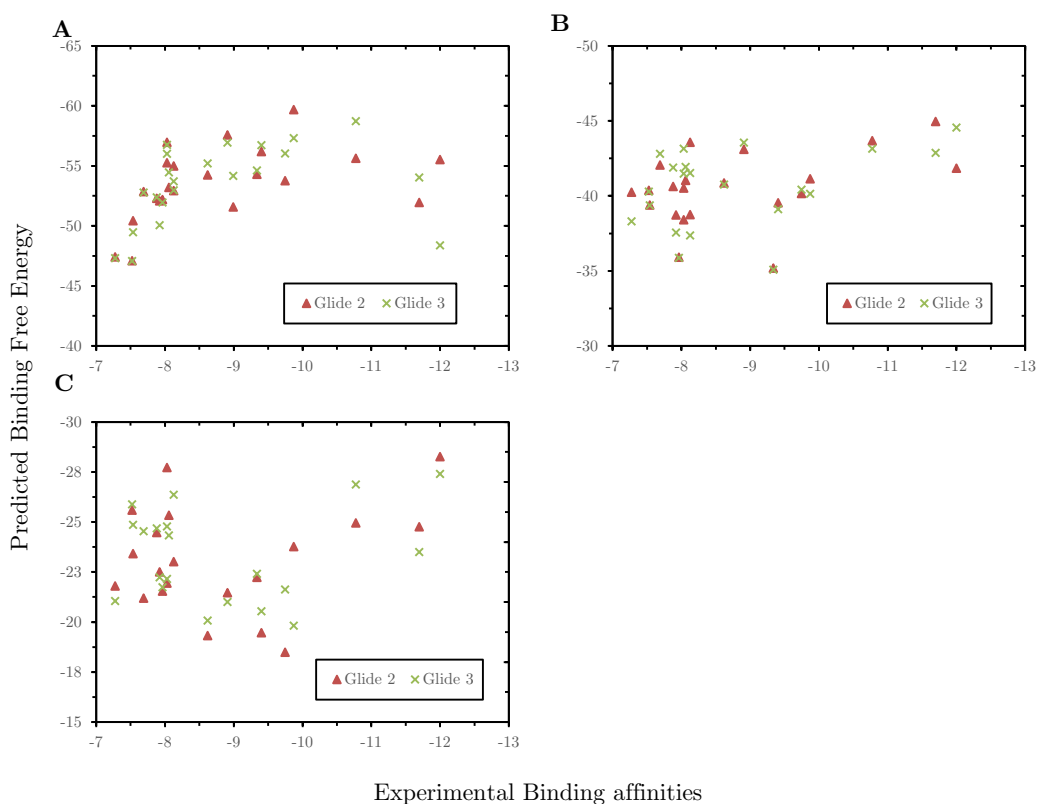 A
-65
-60
-55
-50
-45
-40
-7 -8 -9 -10 -11 -12 -13
Glide 2 Glide 3
B
-50
-45
-40
-35
-30
-7 -8 -9 -10 -11 -12 -13
Glide 2 Glide 3
C
-30
-28
-25
-23
-20
-18
-15
-7 -8 -9 -10 -11 -12 -13
Glide 2 Glide 3
Predicted Binding Free Energy
Experimental Binding affinities